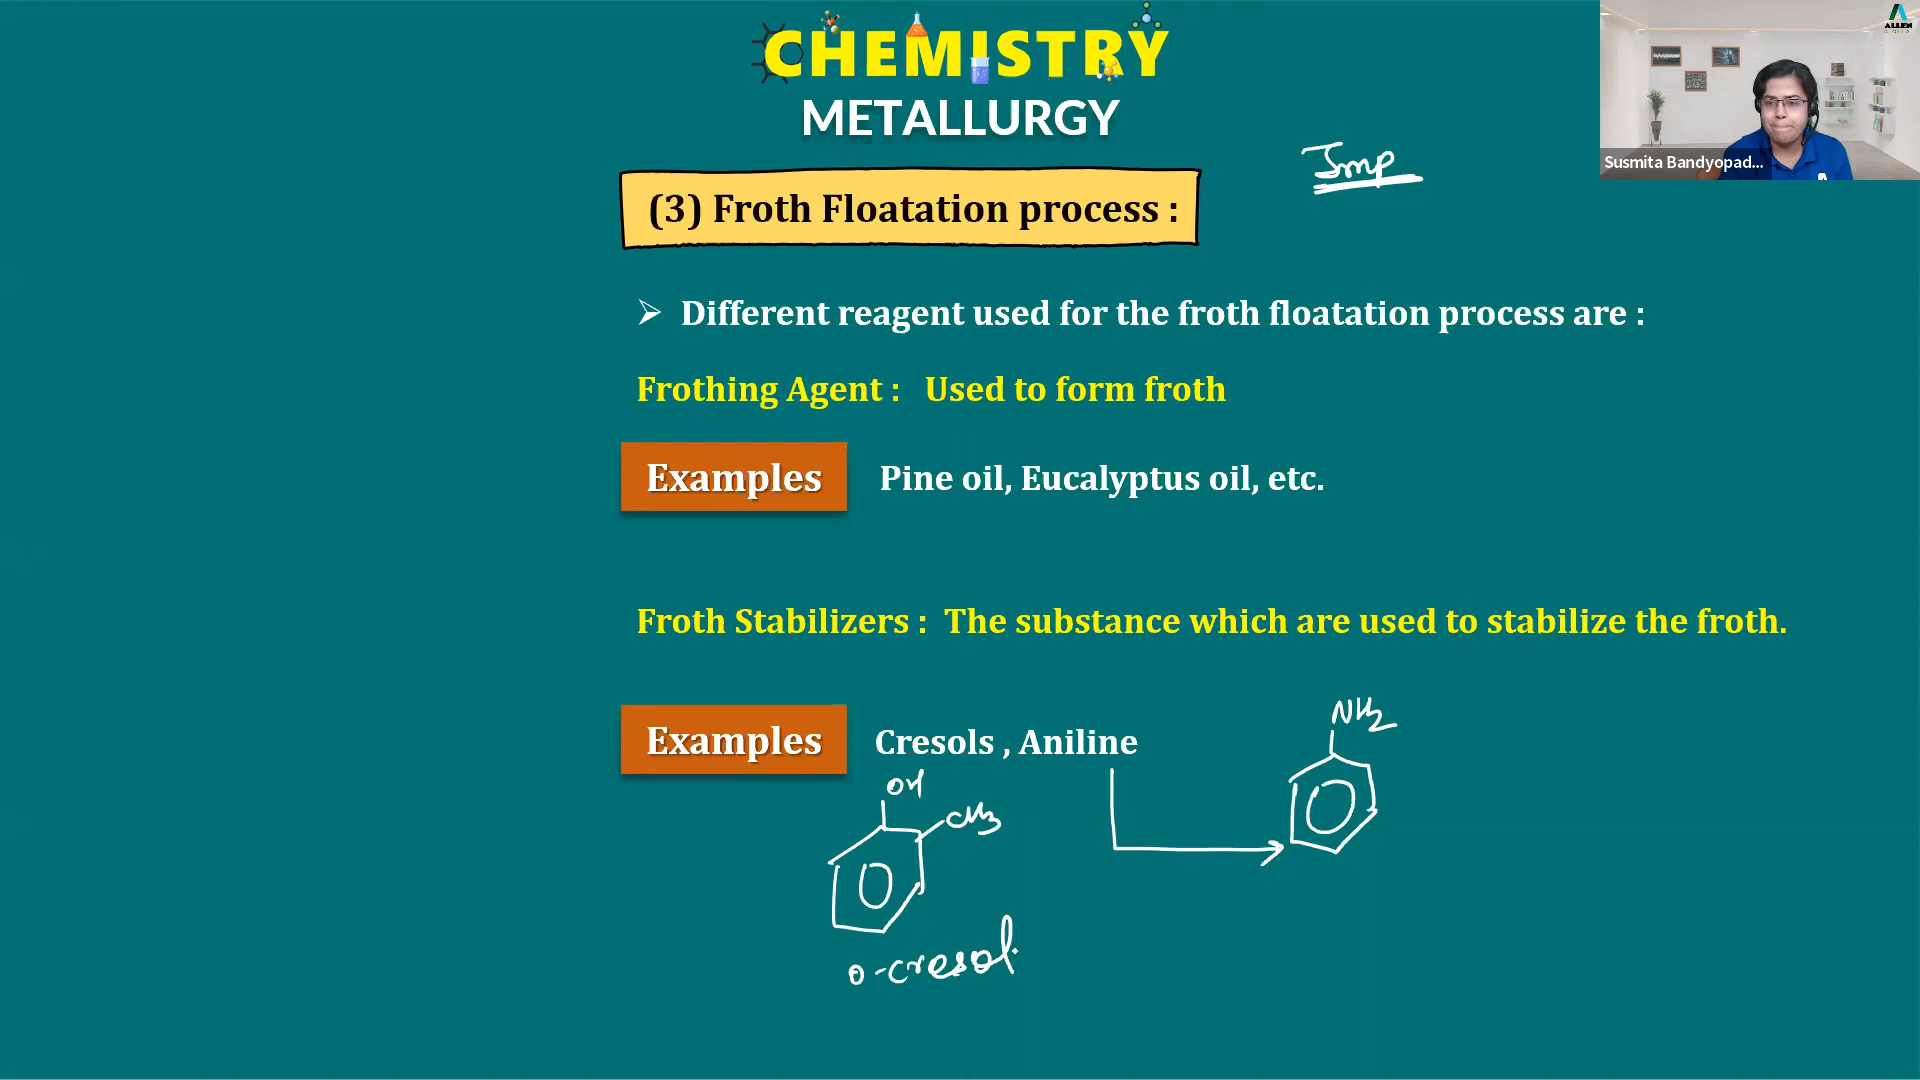 CHEMISTRY
METALLURGY
ALLEN
Susmita Bandyopad...
Imp
(3) Froth Floatation process :
➢ Different reagent used for the froth floatation process are :
Frothing Agent : Used to form froth
Examples Pine oil, Eucalyptus oil, etc.
Froth Stabilizers : The substance which are used to stabilize the froth.
Examples Cresols , Aniline
NH2
OH
CH3
o-cresol.